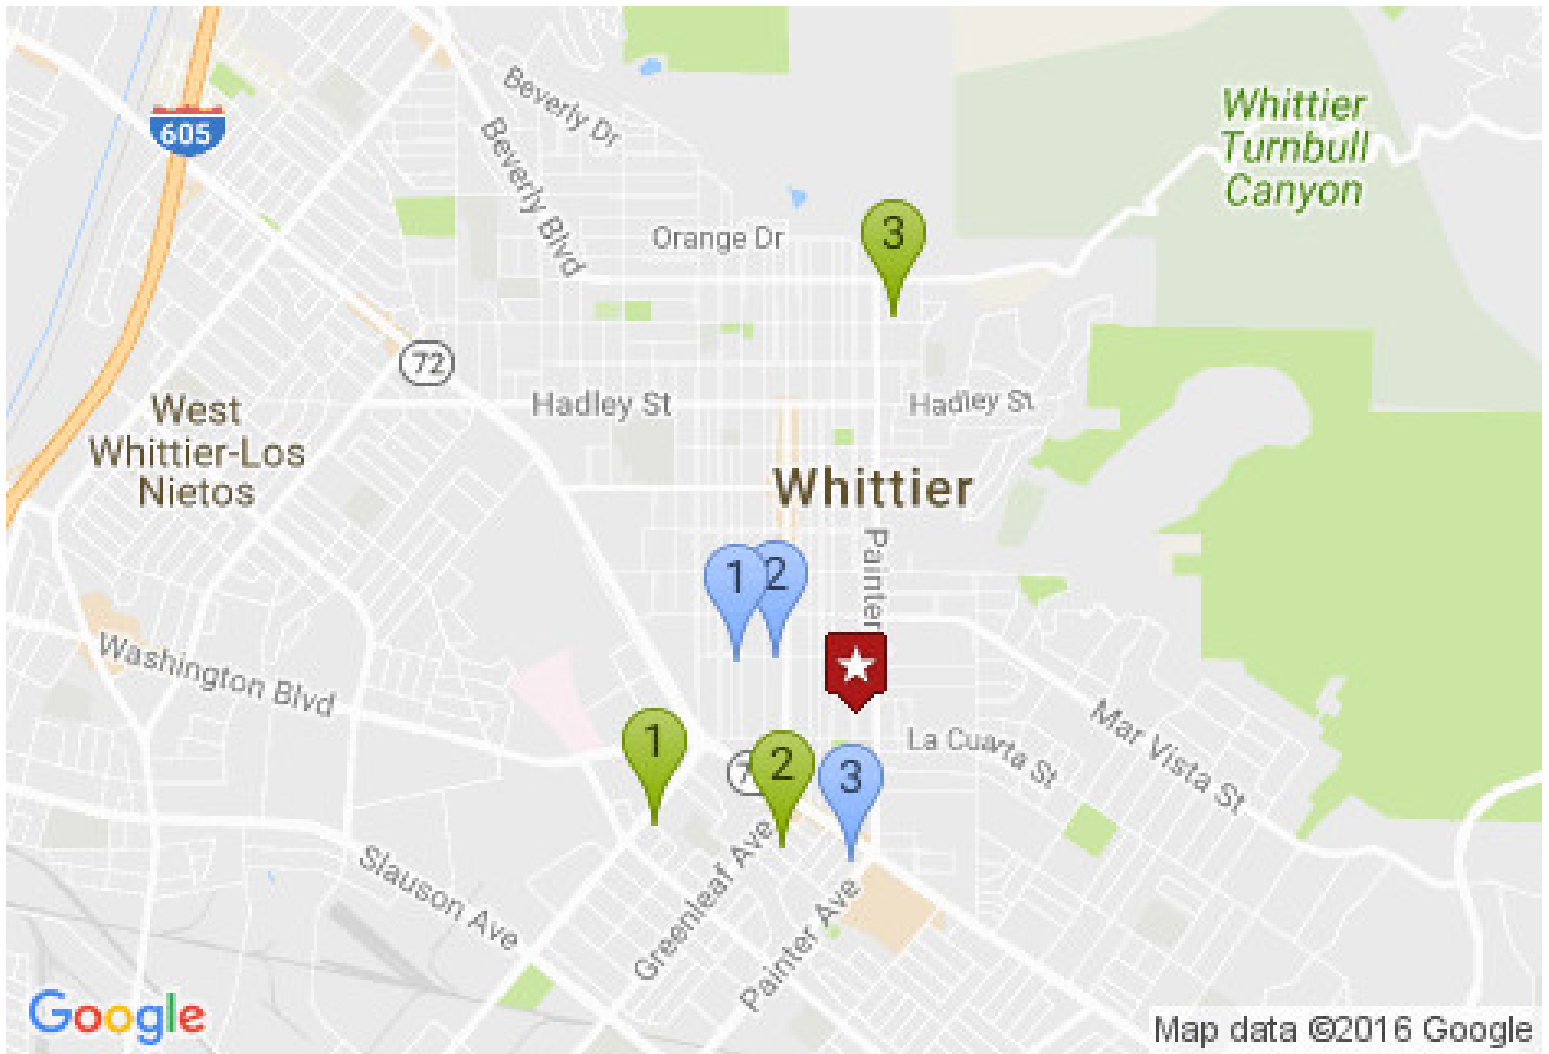 Beverly Dr
605
Whittier
Turnbull
Canyon
Beverly Blvd
3
Orange Dr
72
Hadley St
Hadley St
West
Whittier-Los
Nietos
Whittier
Painter
1
2
Washington Blvd
1
2
3
La Cuarta St
Mar Vista St
Slauson Ave
Greenleaf Ave
Painter Ave
Google
Map data ©2016 Google